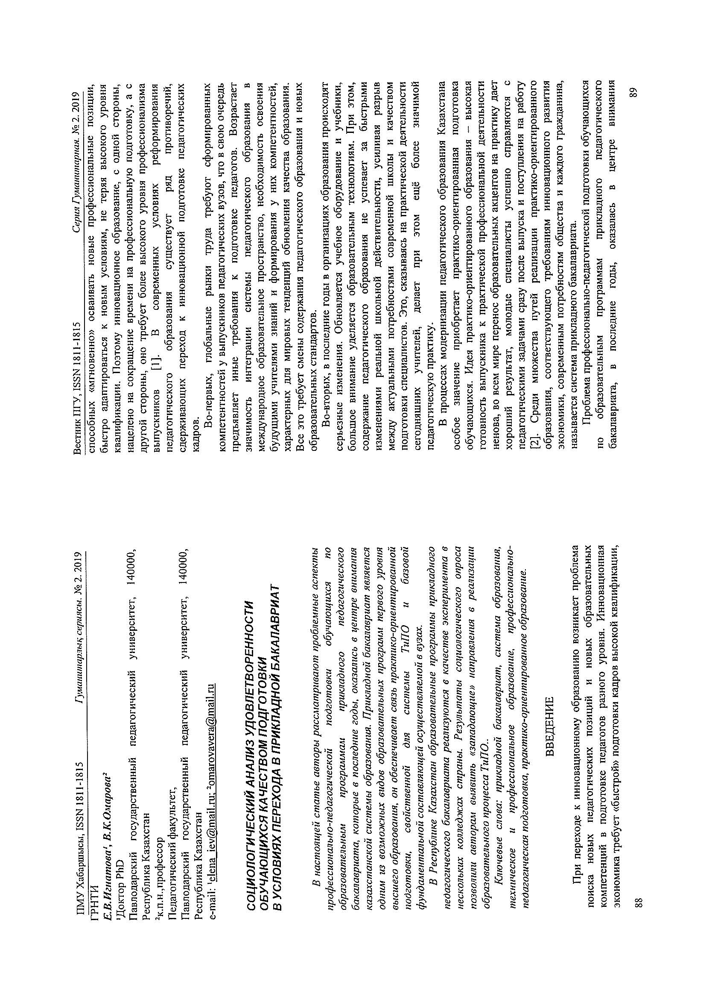 ПМУ Хабаршысы, ISSN 1811-1815 Гуманитарлық сериясы. № 2. 2019
ГРНТИ
Е.В.Игнатова¹, В.К.Омарова²
¹Доктор PhD
Павлодарский государственный педагогический университет, 140000,
Республика Казахстан
²к.п.н.,профессор
Педагогический факультет,
Павлодарский государственный педагогический университет, 140000,
Республика Казахстан
e-mail: ¹elena_iev@mail.ru; ²omarovavera@mail.ru
СОЦИОЛОГИЧЕСКИЙ АНАЛИЗ УДОВЛЕТВОРЕННОСТИ
ОБУЧАЮЩИХСЯ КАЧЕСТВОМ ПОДГОТОВКИ
В УСЛОВИЯХ ПЕРЕХОДА В ПРИКЛАДНОЙ БАКАЛАВРИАТ
В настоящей статье авторы рассматривают проблемные аспекты
профессионально-педагогической подготовки обучающихся по
образовательным программам прикладного педагогического
бакалавриата, которые в последние годы, оказались в центре внимания
казахстанской системы образования. Прикладной бакалавриат является
одним из возможных видов образовательных программ первого уровня
высшего образования, он обеспечивает связь практико-ориентированной
подготовки, свойственной для системы ТиПО и базовой
фундаментальной составляющей осуществляемой в вузах.
В Республике Казахстан образовательные программы прикладного
педагогического бакалавриата реализуются в качестве эксперимента в
нескольких колледжах страны. Результаты социологического опроса
позволили авторам выявить «западающие» направления в реализации
образовательного процесса ТиПО..
Ключевые слова: прикладной бакалавриат, система образования,
техническое и профессиональное образование, профессионально-
педагогическая подготовка, практико-ориентированное образование.
ВВЕДЕНИЕ
При переходе к инновационному образованию возникает проблема
поиска новых педагогических позиций и новых образовательных
компетенций в подготовке педагогов разного уровня. Инновационная
экономика требует «быстрой» подготовки кадров высокой квалификации,
88
Вестник ПГУ, ISSN 1811-1815 Серия Гуманитарная. № 2. 2019
способных «мгновенно» осваивать новые профессиональные позиции,
быстро адаптироваться к новым условиям, не теряя высокого уровня
квалификации. Поэтому инновационное образование, с одной стороны,
нацелено на сокращение времени на профессиональную подготовку, а с
другой стороны, оно требует более высокого уровня профессионализма
выпускников [1]. В современных условиях реформирования
педагогического образования существует ряд противоречий,
сдерживающих переход к инновационной подготовке педагогических
кадров.
Во-первых, глобальные рынки труда требуют сформированных
компетентностей у выпускников педагогических вузов, что в свою очередь
предъявляет иные требования к подготовке педагогов. Возрастает
значимость интеграции системы педагогического образования в
международное образовательное пространство, необходимость освоения
будущими учителями знаний и формирования у них компетентностей,
характерных для мировых тенденций обновления качества образования.
Все это требует смены содержания педагогического образования и новых
образовательных стандартов.
Во-вторых, в последние годы в организациях образования происходят
серьезные изменения. Обновляется учебное оборудование и учебники,
большое внимание уделяется образовательным технологиям. При этом,
содержание педагогического образования не успевает за быстрыми
изменениями реальной школьной действительности, усиливая разрыв
между актуальными потребностями современной школы и качеством
подготовки специалистов. Это, сказываясь на практической деятельности
сегодняшних учителей, делает при этом ещё более значимой
педагогическую практику.
В процессах модернизации педагогического образования Казахстана
особое значение приобретает практико-ориентированная подготовка
обучающихся. Идея практико-ориентированного образования – высокая
готовность выпускника к практической профессиональной деятельности
ненова, во всем мире перенос образовательных акцентов на практику дает
хороший результат, молодые специалисты успешно справляются с
педагогическими задачами сразу после выпуска и поступления на работу
[2]. Среди множества путей реализации практико-ориентированного
образования, соответствующего требованиям инновационного развития
экономики, современным потребностям общества и каждого гражданина,
называется система прикладного бакалавриата.
Проблема профессионально-педагогической подготовки обучающихся
по образовательным программам прикладного педагогического
бакалавриата, в последние годы, оказалась в центре внимания
89